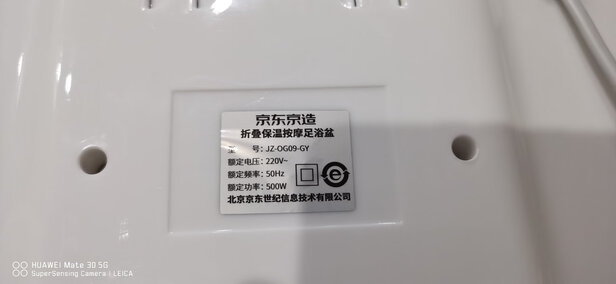 京东京造
折叠保温按摩足浴盆
型 号: JZ-OG09-GY
额定电压: 220V~
额定频率: 50Hz
额定功率: 500W
北京京东世纪信息技术有限公司
HUAWEI Mate 30 5G
SuperSensing Camera | LEICA